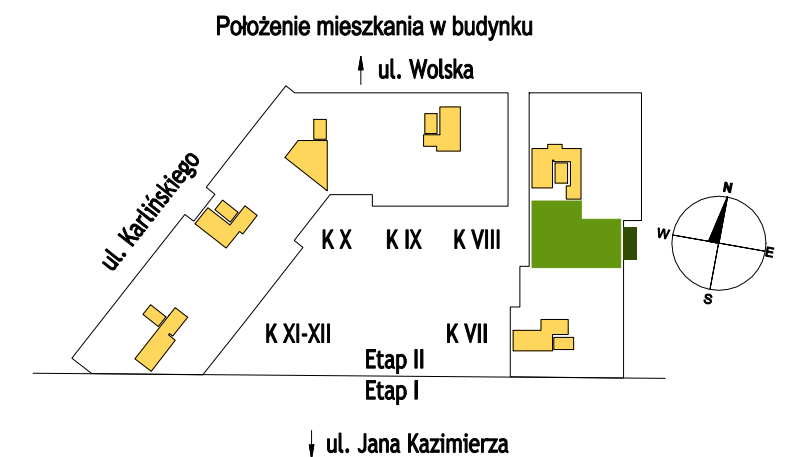 Położenie mieszkania w budynku
ul. Wolska
ul. Karlińskiego
N
W
E
S
K X K IX K VIII
K XI-XII K VII
Etap II
Etap I
ul. Jana Kazimierza